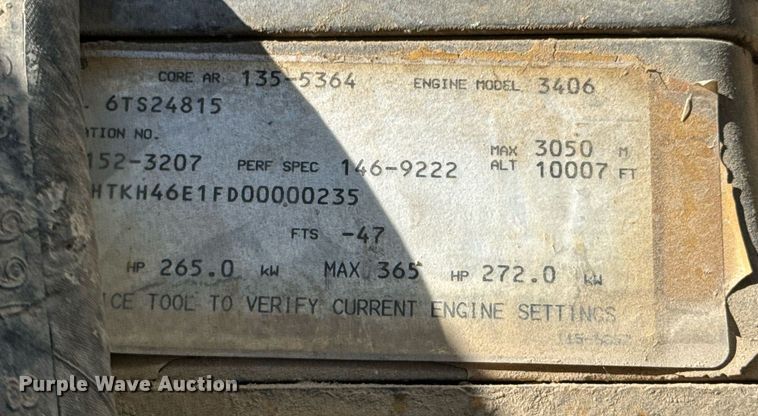 CORE AR 135-5364 ENGINE MODEL 3406
. 6TS24815
ATION NO.
152-3207 PERF SPEC 146-9222 MAX ALT 3050 M 10007 FT
HTKH46E1FD00000235
FTS -47
HP 265.0 kW MAX 365 HP 272.0 kW
ICE TOOL TO VERIFY CURRENT ENGINE SETTINGS
Purple Wave Auction